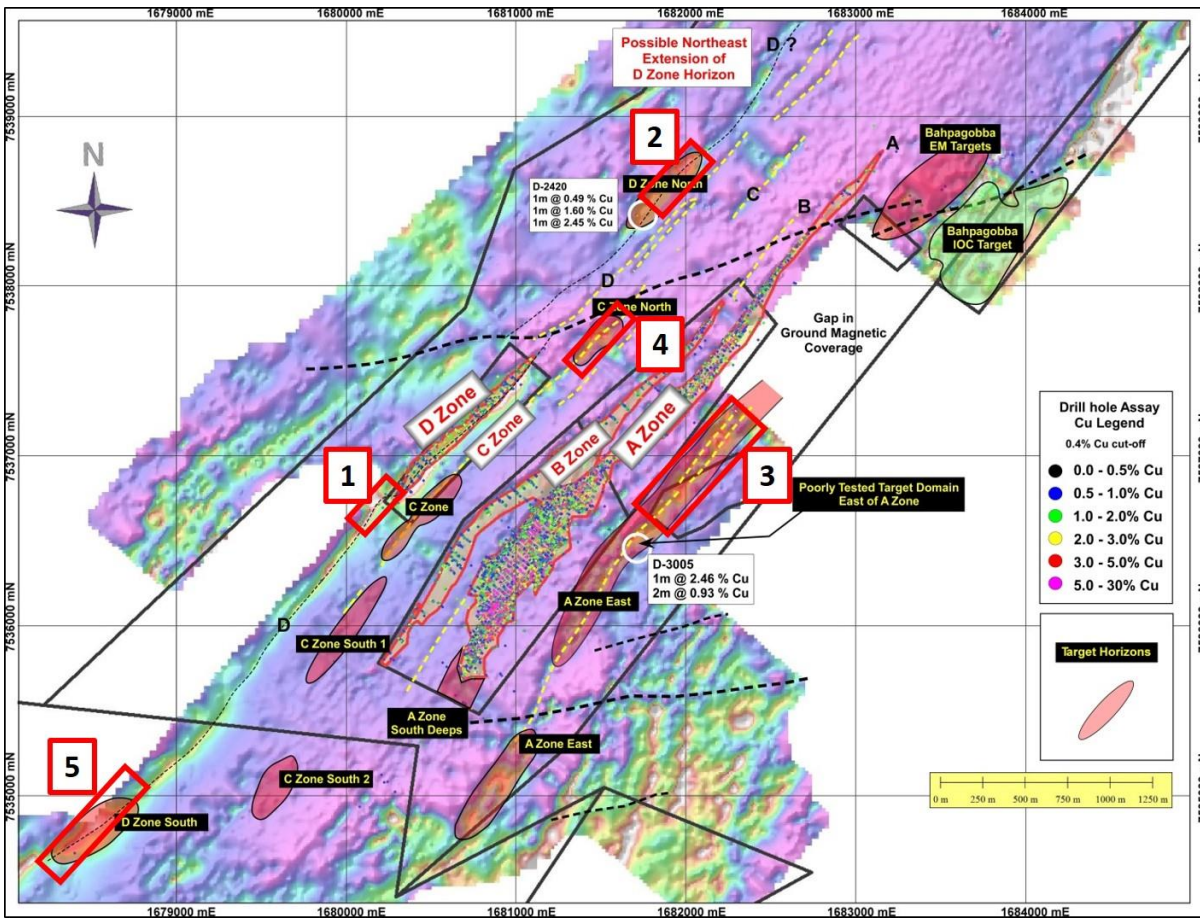 1679000 mE
1680000 mE
1681000 mE
1682000 mE
1683000 mE
1684000 mE
7539000 mN
7538000 mN
7537000 mN
7536000 mN
7535000 mN
N
Possible Northeast
Extension of
D Zone Horizon
D ?
2
D Zone North
D-2420
1m @ 0.49 % Cu
1m @ 1.60 % Cu
1m @ 2.45 % Cu
A
Bahpagobba
EM Targets
C
B
Bahpagobba
IOC Target
D
C Zone North
4
Gap in
Ground Magnetic
Coverage
D Zone
C Zone
B Zone
A Zone
1
C Zone
3
Poorly Tested Target Domain
East of A Zone
D-3005
1m @ 2.46 % Cu
2m @ 0.93 % Cu
A Zone East
D
C Zone South 1
A Zone
South Deeps
A Zone East
5
C Zone South 2
D Zone South
Drill hole Assay
Cu Legend
0.4% Cu cut-off
0.0 - 0.5% Cu
0.5 - 1.0% Cu
1.0 - 2.0% Cu
2.0 - 3.0% Cu
3.0 - 5.0% Cu
5.0 - 30% Cu
Target Horizons
0 m 250 m 500 m 750 m 1000 m 1250 m
1679000 mE
1680000 mE
1681000 mE
1682000 mE
1683000 mE
1684000 mE